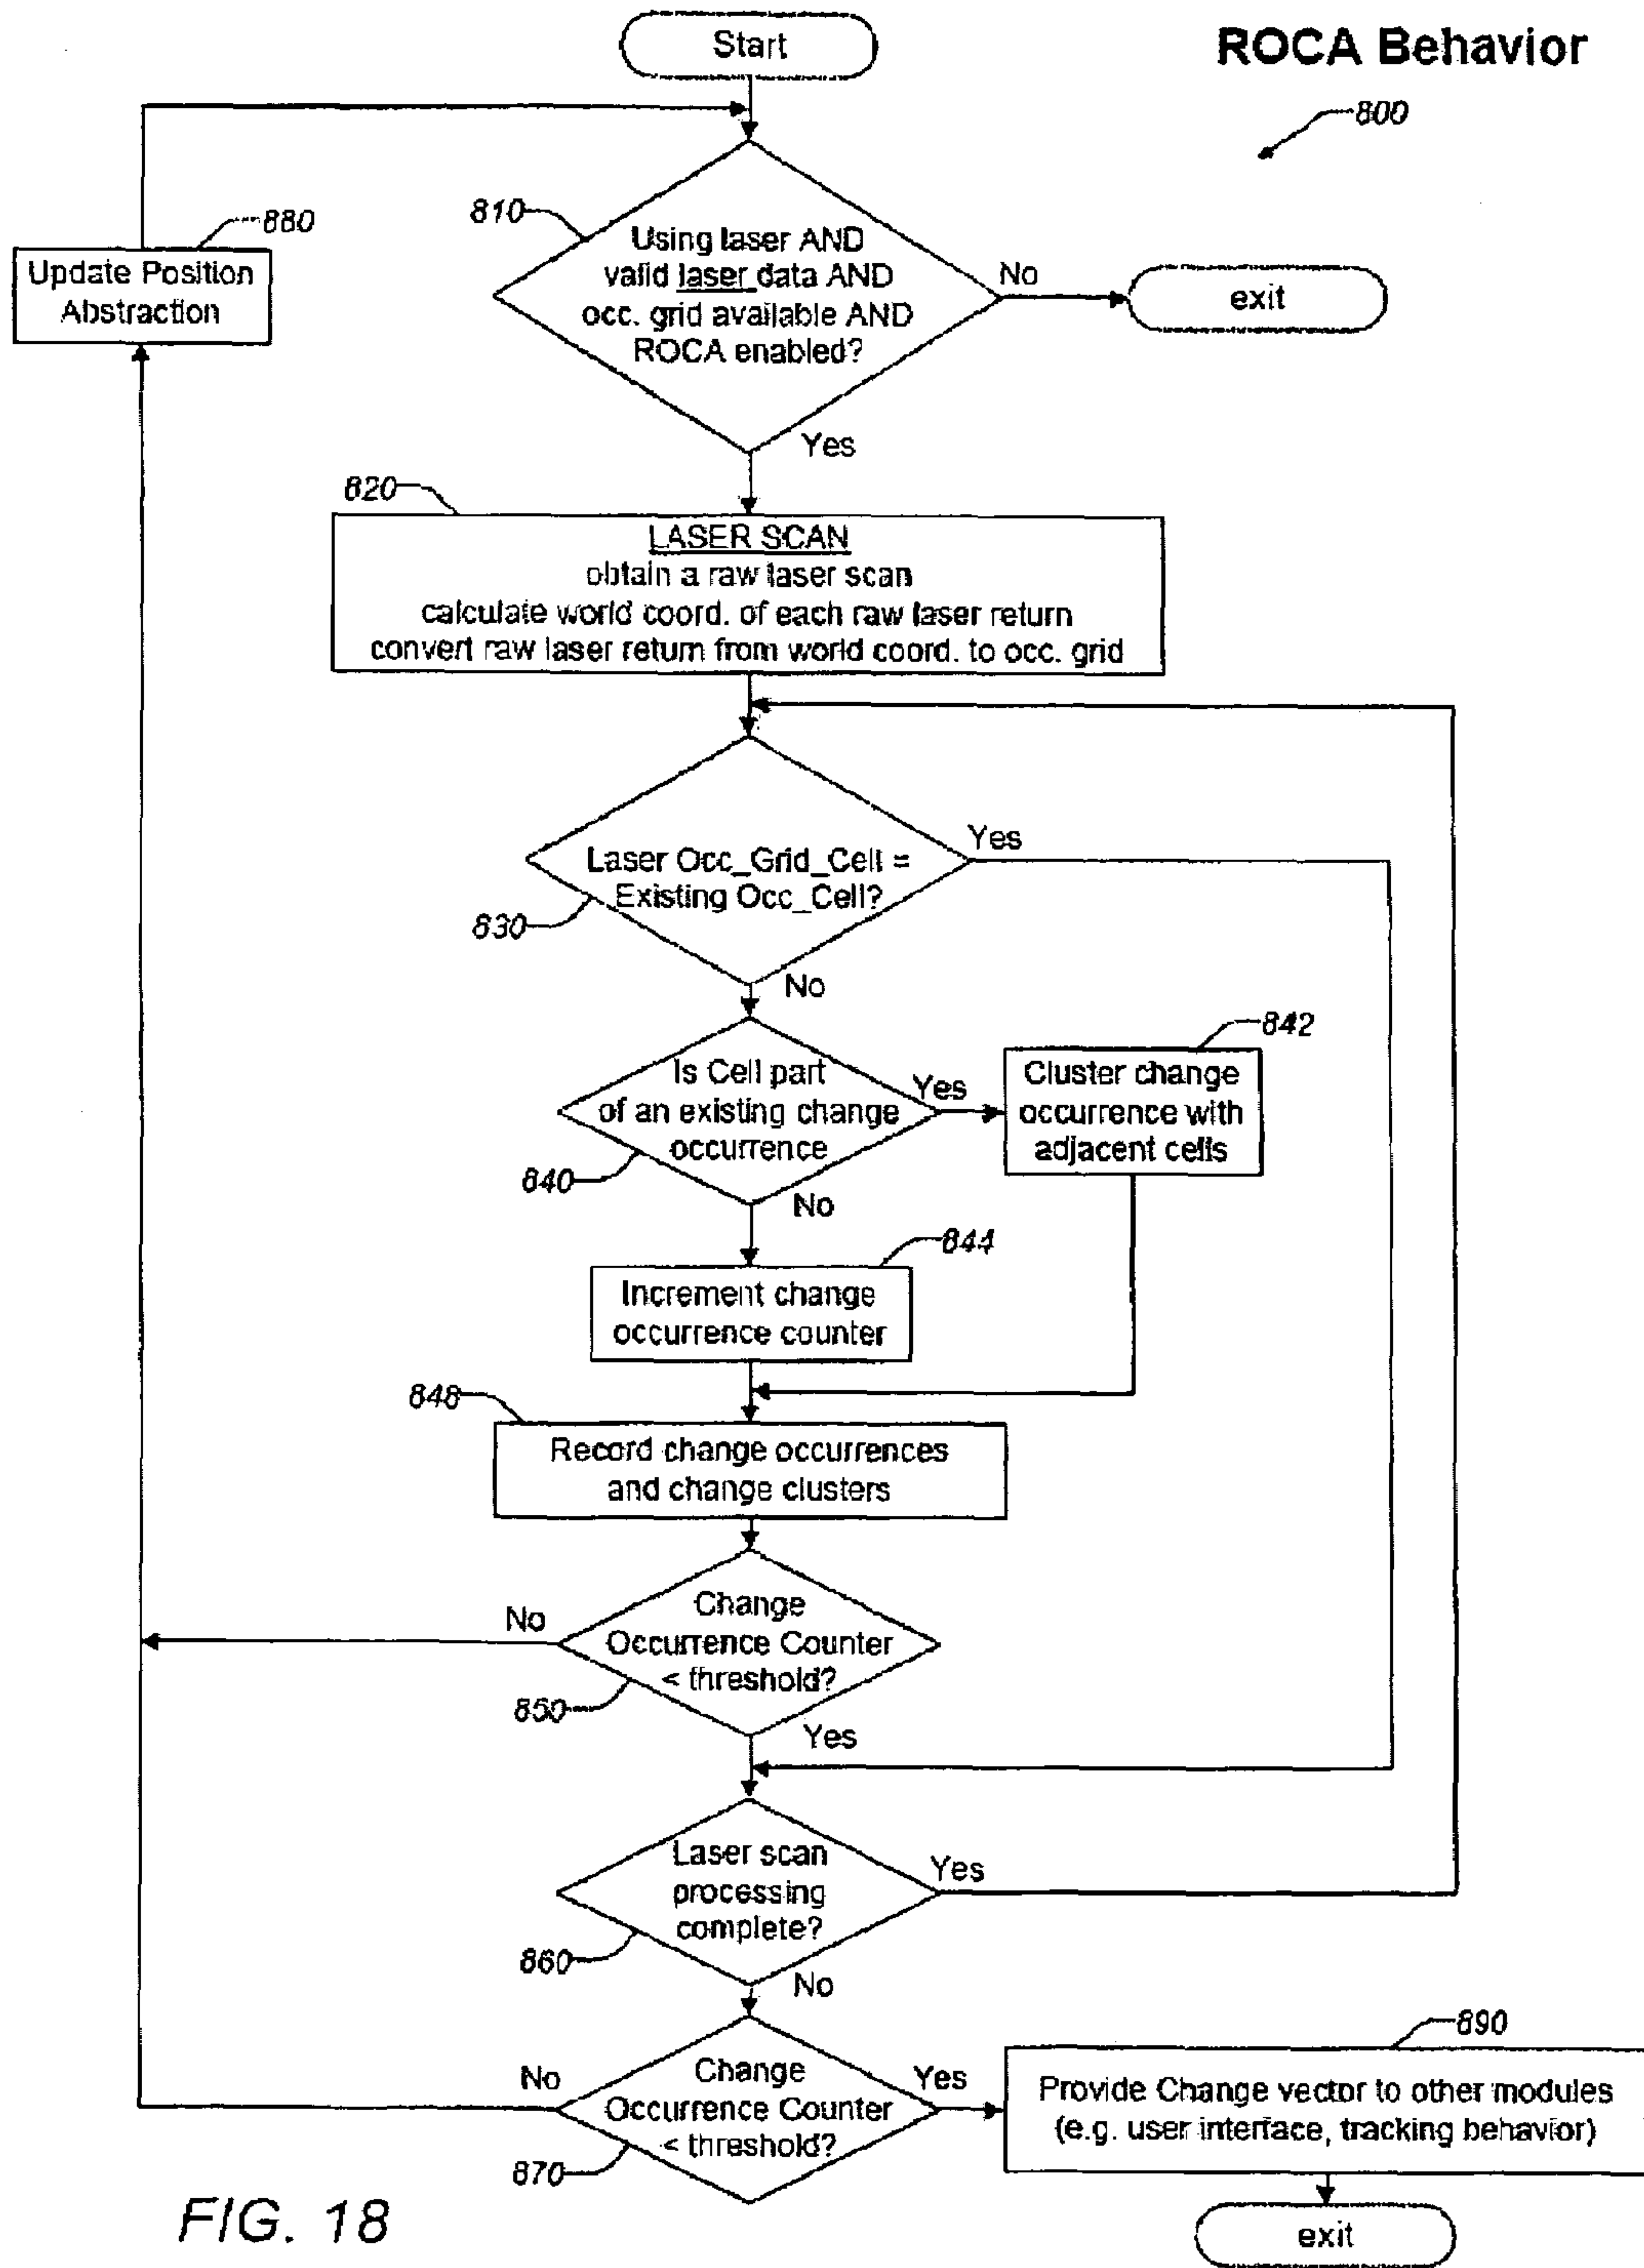 Start
ROCA Behavior
800
880
Update Position
Abstraction
810
Using laser AND
valid laser data AND
occ. grid available AND
ROCA enabled?
No
exit
Yes
820
LASER SCAN
obtain a raw laser scan
calculate world coord. of each raw laser return
convert raw laser return from world coord. to occ. grid
Laser Occ_Grid_Cell =
Existing Occ_Cell?
Yes
830
No
Is Cell part
of an existing change
occurrence
Yes
842
Cluster change
occurrence with
adjacent cells
840
No
844
Increment change
occurrence counter
848
Record change occurrences
and change clusters
Change
Occurrence Counter
< threshold?
No
850
Yes
Laser scan
processing
complete?
Yes
860
No
Change
Occurrence Counter
< threshold?
No
Yes
870
890
Provide Change vector to other modules
(e.g. user interface, tracking behavior)
exit
FIG. 18